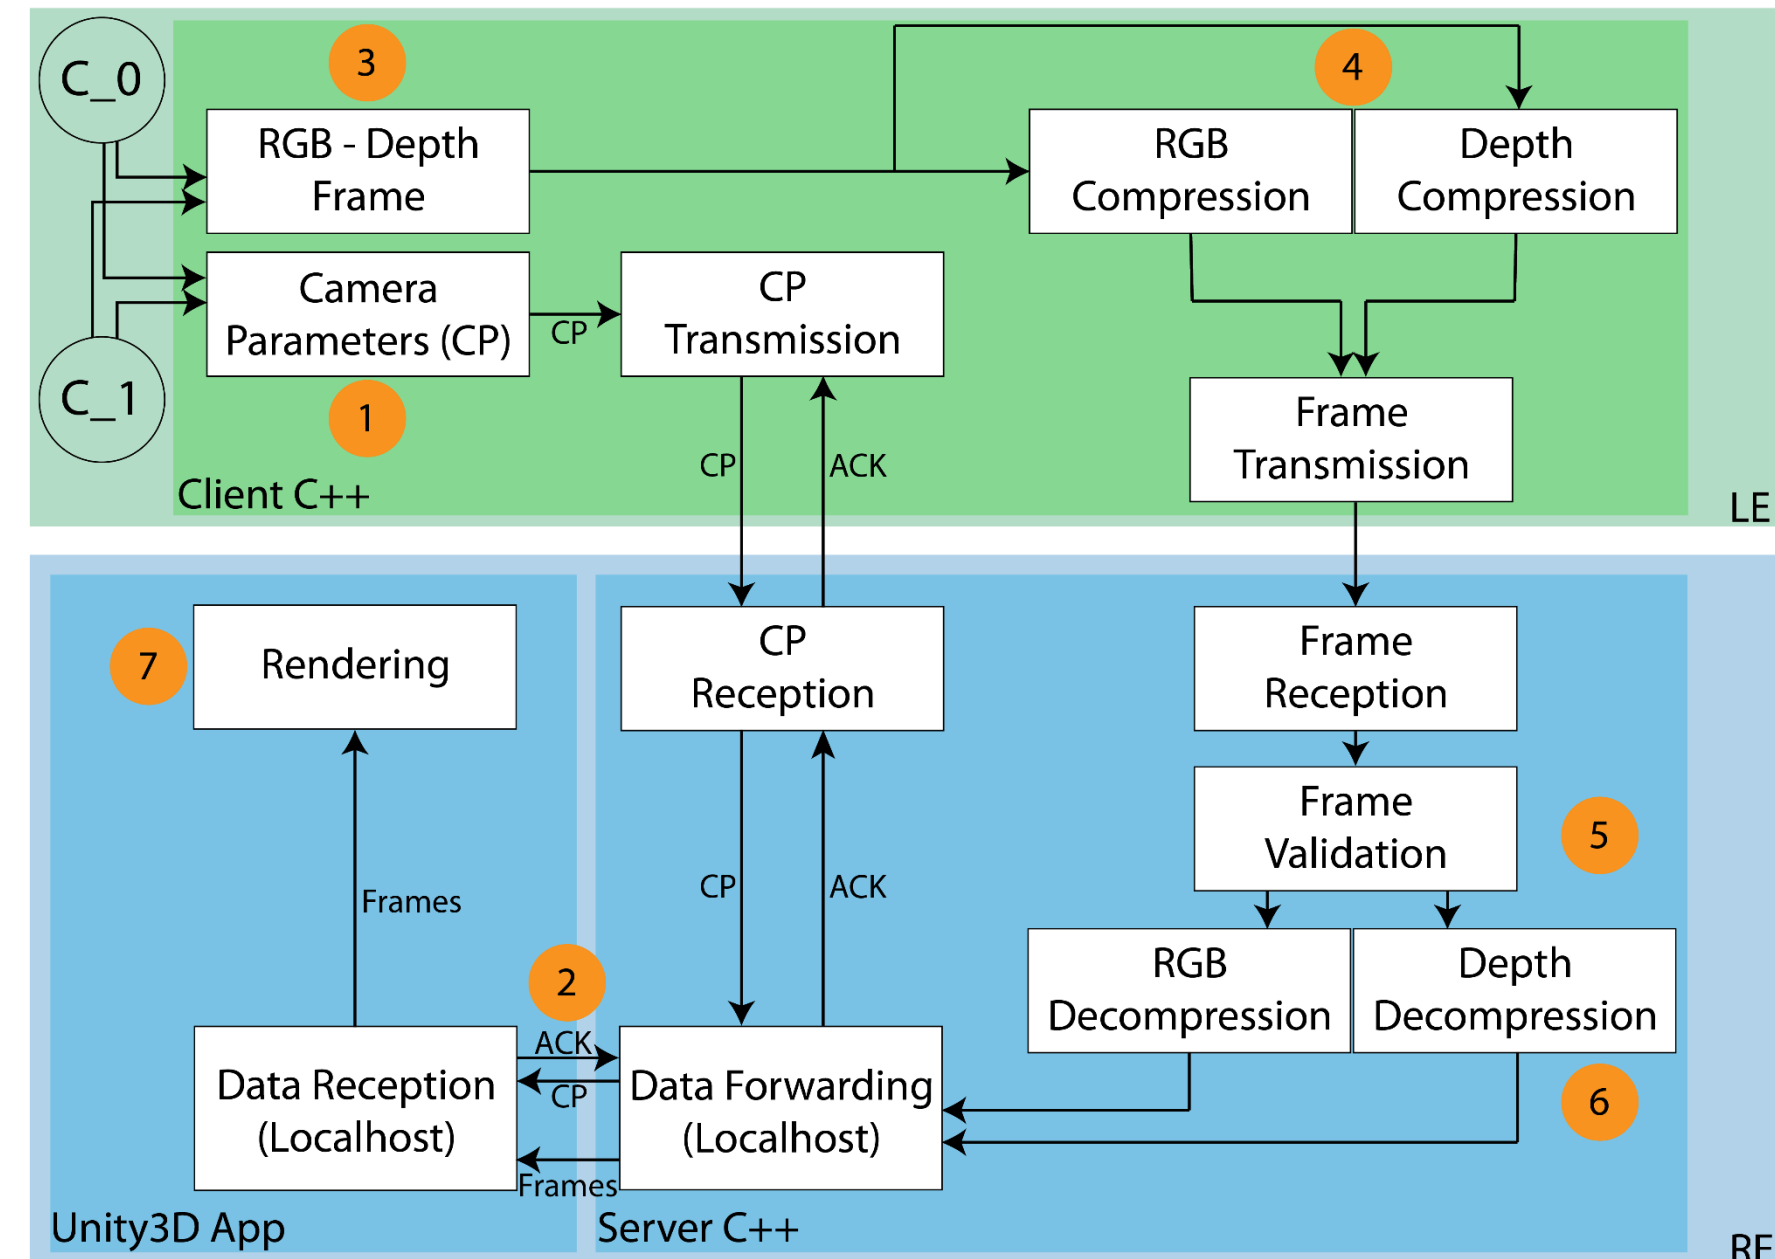 C_0
3
4
RGB - Depth
Frame
RGB
Compression
Depth
Compression
Camera
Parameters (CP)
CP
CP
Transmission
C_1
1
Frame
Transmission
CP
ACK
Client C++
LE
7
Rendering
CP
Reception
Frame
Reception
Frame
Validation
5
Frames
CP
ACK
2
RGB
Decompression
Depth
Decompression
ACK
CP
Data Reception
(Localhost)
Data Forwarding
(Localhost)
6
Frames
Unity3D App
Server C++
RE